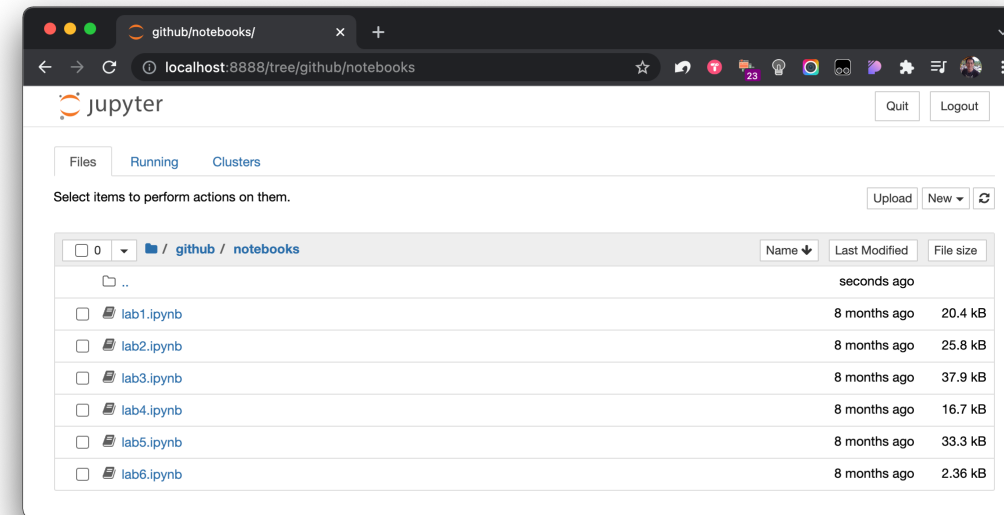 github/notebooks/
localhost:8888/tree/github/notebooks
23
jupyter
Quit
Logout
Files
Running
Clusters
Select items to perform actions on them.
Upload
New
0
/ github / notebooks
Name
Last Modified
File size
..
seconds ago
lab1.ipynb
8 months ago
20.4 kB
lab2.ipynb
8 months ago
25.8 kB
lab3.ipynb
8 months ago
37.9 kB
lab4.ipynb
8 months ago
16.7 kB
lab5.ipynb
8 months ago
33.3 kB
lab6.ipynb
8 months ago
2.36 kB